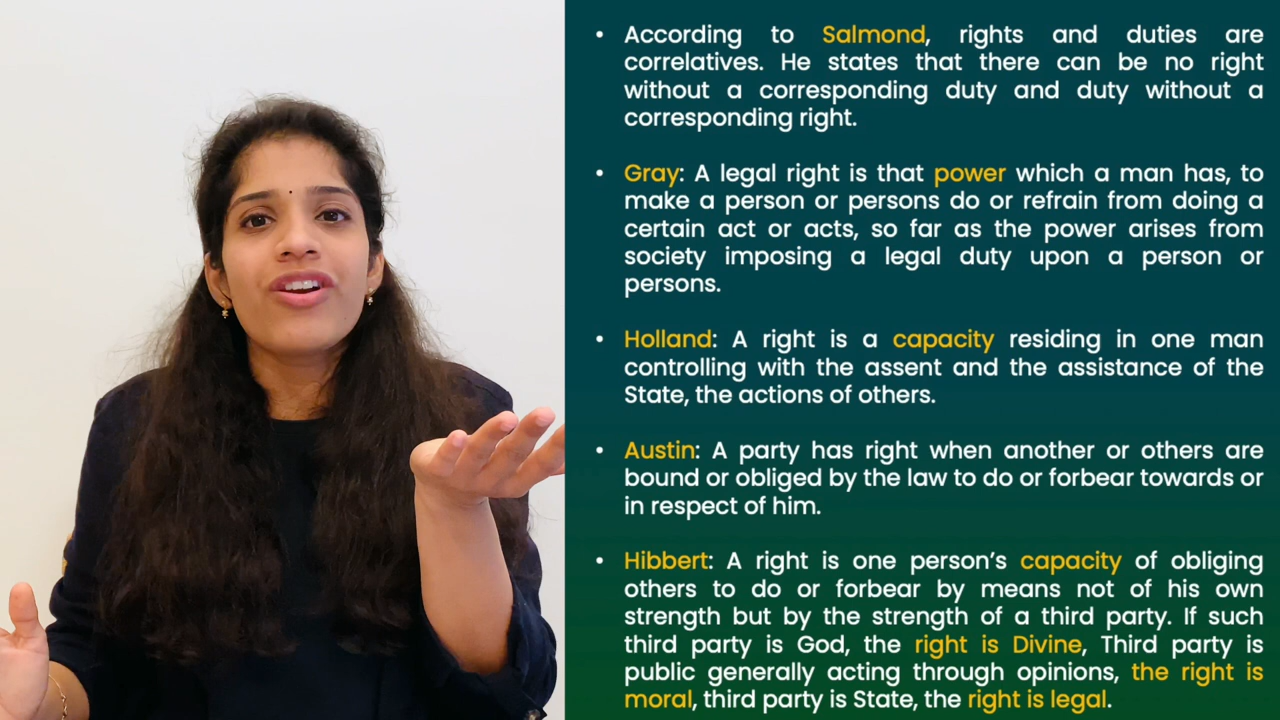 • According to Salmond, rights and duties are
correlatives. He states that there can be no right
without a corresponding duty and duty without a
corresponding right.
• Gray: A legal right is that power which a man has, to
make a person or persons do or refrain from doing a
certain act or acts, so far as the power arises from
society imposing a legal duty upon a person or
persons.
• Holland: A right is a capacity residing in one man
controlling with the assent and the assistance of the
State, the actions of others.
• Austin: A party has right when another or others are
bound or obliged by the law to do or forbear towards or
in respect of him.
• Hibbert: A right is one person's capacity of obliging
others to do or forbear by means not of his own
strength but by the strength of a third party. If such
third party is God, the right is Divine, Third party is
public generally acting through opinions, the right is
moral, third party is State, the right is legal.